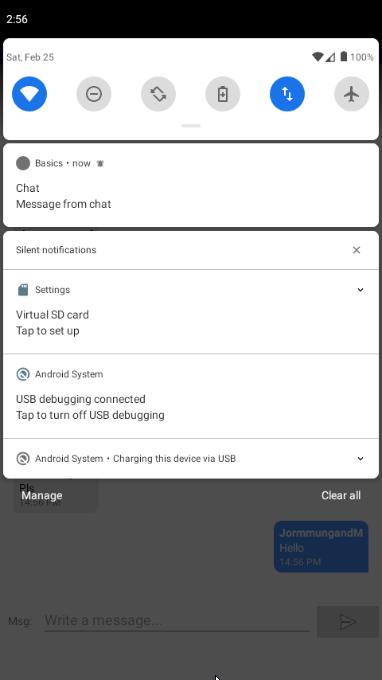 2:56
Sat, Feb 25
100%
Basics • now
Chat
Message from chat
Silent notifications
Settings
Virtual SD card
Tap to set up
Android System
USB debugging connected
Tap to turn off USB debugging
Android System • Charging this device via USB
Pls
14:56 PM
Manage
Clear all
JormmungandM
Hello
14:56 PM
Msg:
Write a message...